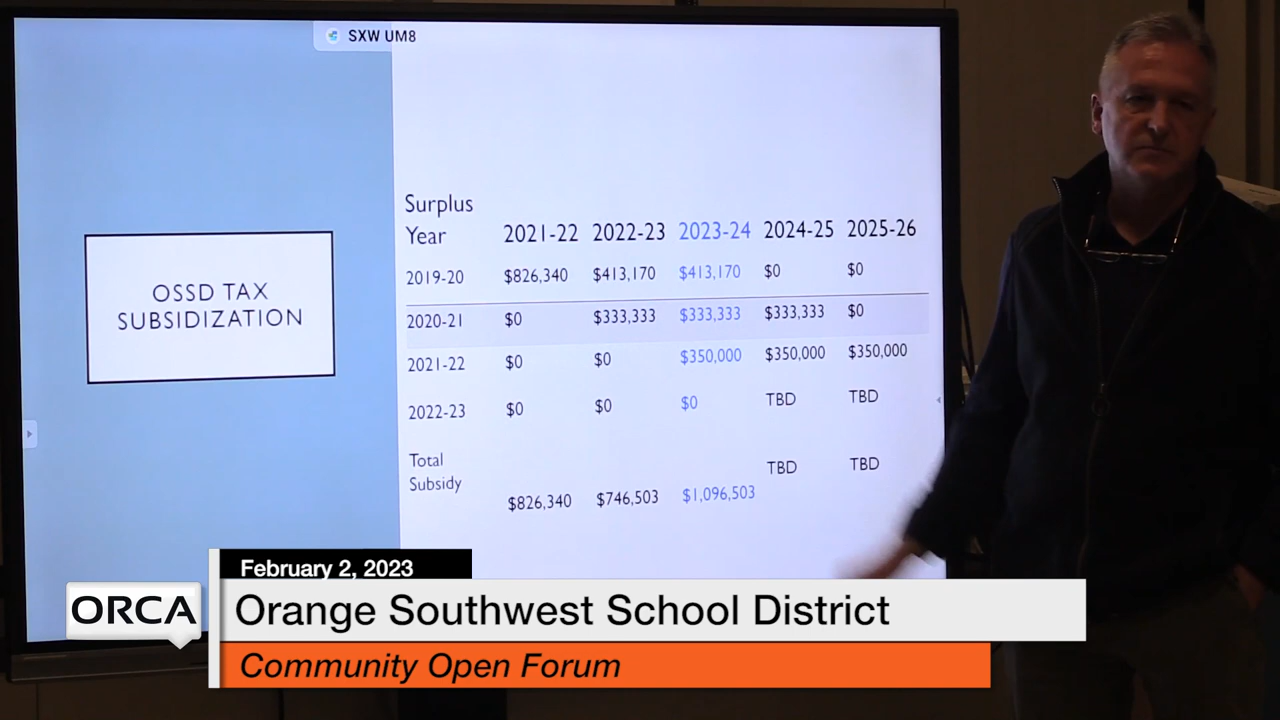 SXW UM8
OSSD TAX
SUBSIDIZATION
Surplus
Year 2021-22 2022-23 2023-24 2024-25 2025-26
2019-20 $826,340 $413,170 $413,170 $0 $0
2020-21 $0 $333,333 $333,333 $333,333 $0
2021-22 $0 $0 $350,000 $350,000 $350,000
2022-23 $0 $0 $0 TBD TBD
Total
Subsidy $826,340 $746,503 $1,096,503 TBD TBD
February 2, 2023
ORCA
Orange Southwest School District
Community Open Forum